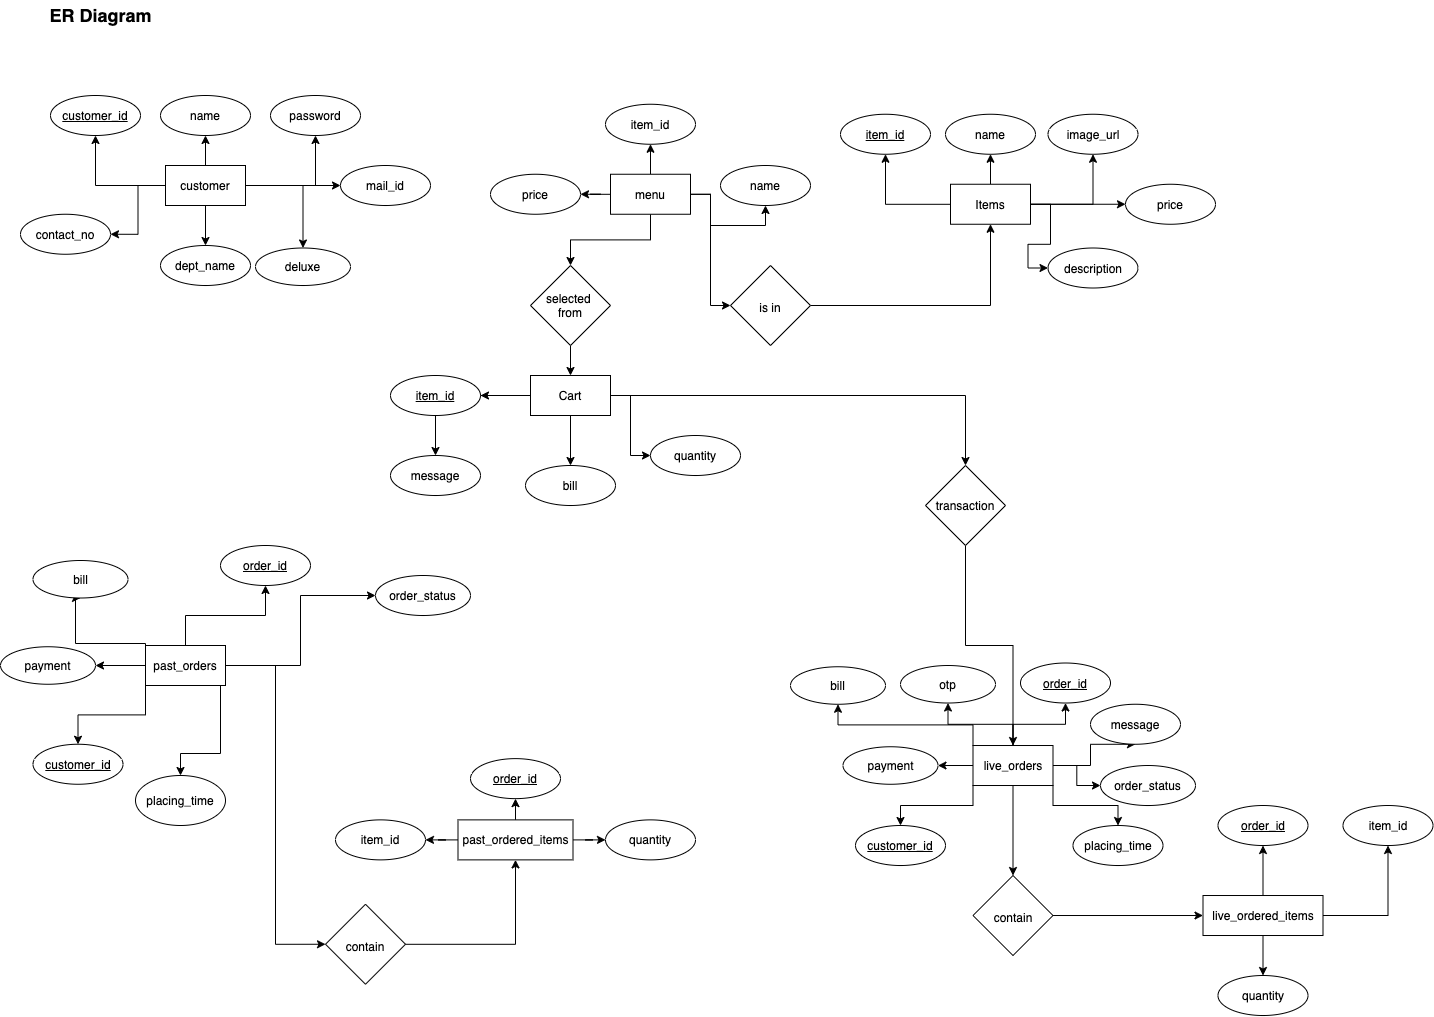 ER Diagram
customer_id
name
password
customer
mail_id
contact_no
dept_name
deluxe
item_id
price
menu
name
item_id
name
image_url
Items
price
description
selected
from
is in
item_id
Cart
message
bill
quantity
transaction
bill
order_id
order_status
payment
past_orders
customer_id
placing_time
order_id
item_id
past_ordered_items
quantity
contain
bill
otp
order_id
message
payment
live_orders
order_status
customer_id
placing_time
contain
order_id
item_id
live_ordered_items
quantity